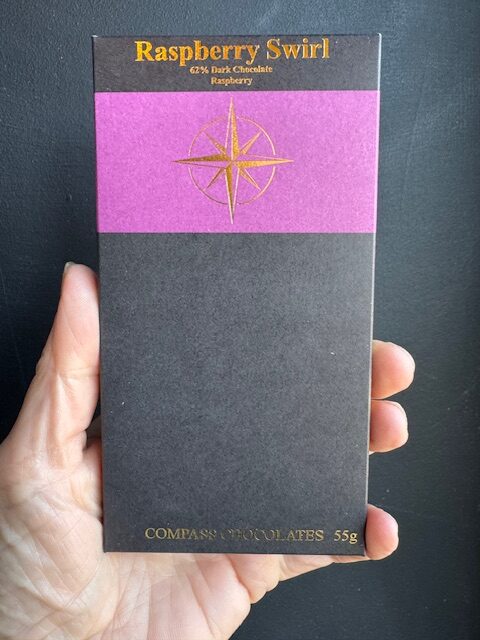 Raspberry Swirl
62% Dark Chocolate
Raspberry
COMPASS CHOCOLATES 55g